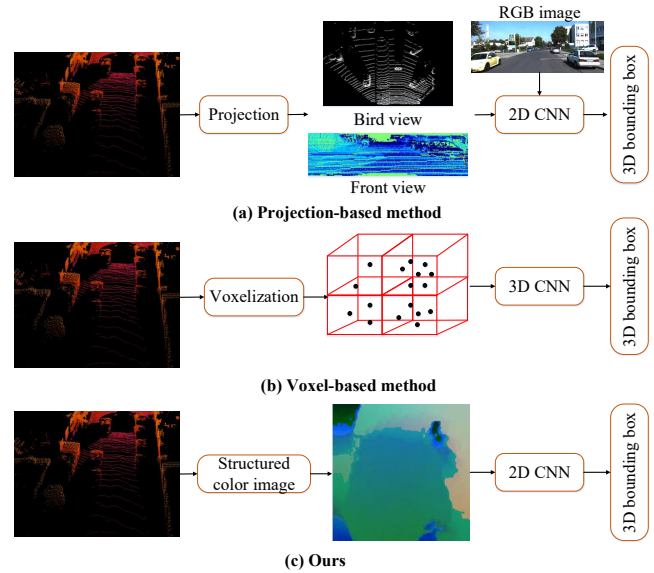 RGB image
Projection
Bird view
2D CNN
3D bounding box
Front view
(a) Projection-based method
Voxelization
3D CNN
3D bounding box
(b) Voxel-based method
Structured
color image
2D CNN
3D bounding box
(c) Ours